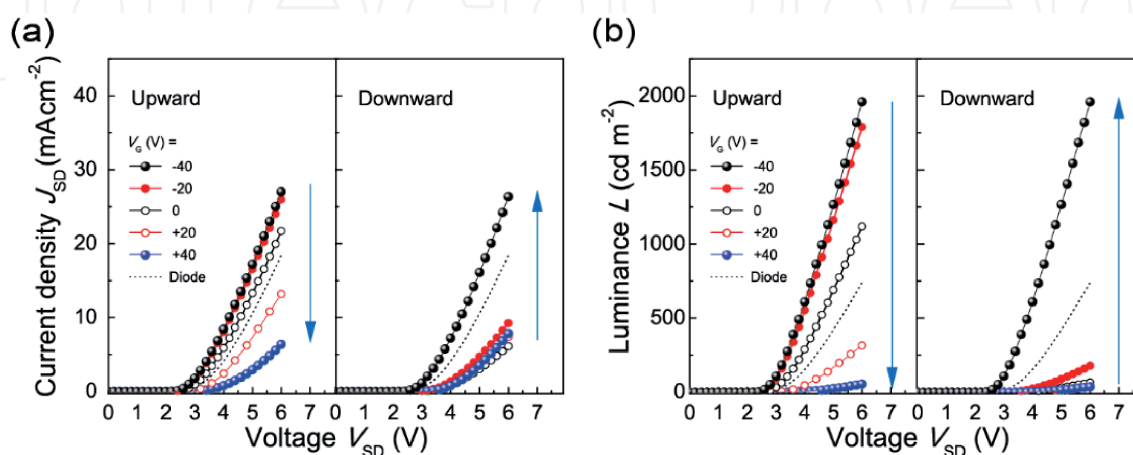 (a)
Current density J_SD (mAcm⁻²)
40
30
20
10
0
Upward
V_G (V) =
-40
-20
0
+20
+40
Diode
Downward
0 1 2 3 4 5 6 7
0 1 2 3 4 5 6 7
Voltage V_SD (V)
(b)
Luminance L (cd m⁻²)
2000
1500
1000
500
0
Upward
V_G (V) =
-40
-20
0
+20
+40
Diode
Downward
0 1 2 3 4 5 6 7
0 1 2 3 4 5 6 7
Voltage V_SD (V)